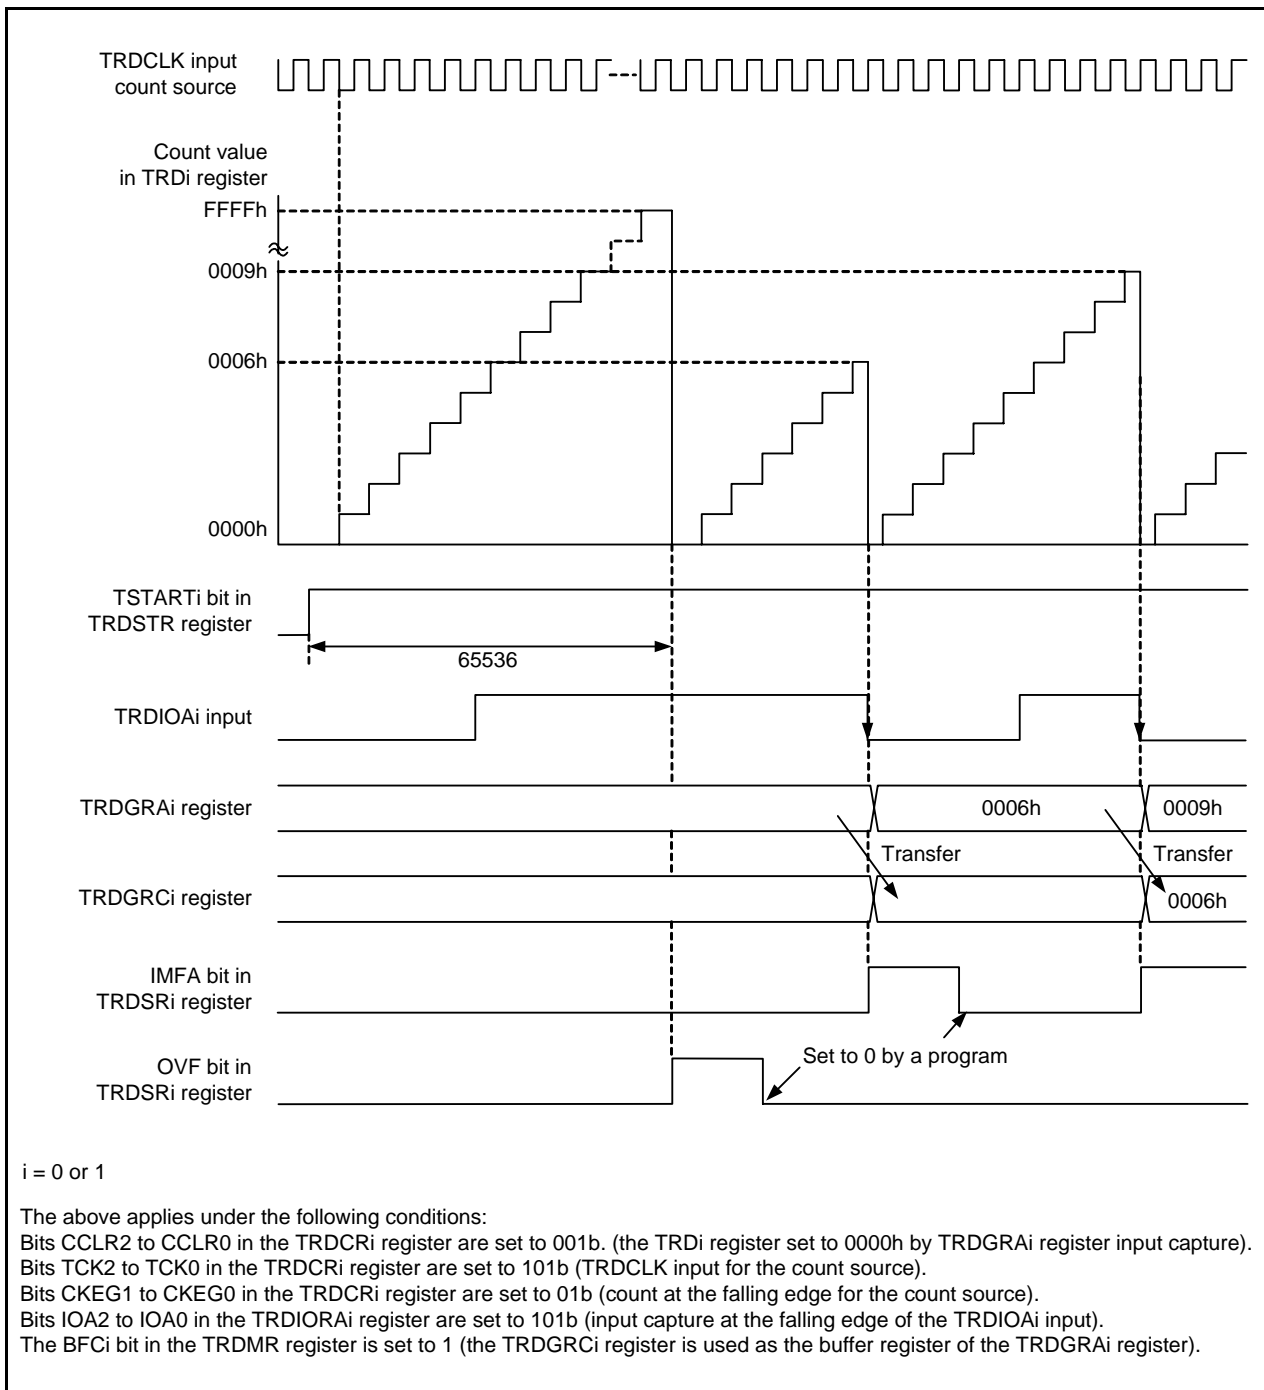 TRDCLK input
count source
Count value
in TRDi register
FFFFh
0009h
0006h
0000h
TSTARTi bit in
TRDSTR register
65536
TRDIOAi input
TRDGRAi register
0006h
0009h
Transfer
Transfer
TRDGRCi register
0006h
IMFA bit in
TRDSRi register
Set to 0 by a program
OVF bit in
TRDSRi register
i = 0 or 1
The above applies under the following conditions:
Bits CCLR2 to CCLR0 in the TRDCRi register are set to 001b. (the TRDi register set to 0000h by TRDGRAi register input capture).
Bits TCK2 to TCK0 in the TRDCRi register are set to 101b (TRDCLK input for the count source).
Bits CKEG1 to CKEG0 in the TRDCRi register are set to 01b (count at the falling edge for the count source).
Bits IOA2 to IOA0 in the TRDIORAi register are set to 101b (input capture at the falling edge of the TRDIOAi input).
The BFCi bit in the TRDMR register is set to 1 (the TRDGRCi register is used as the buffer register of the TRDGRAi register).